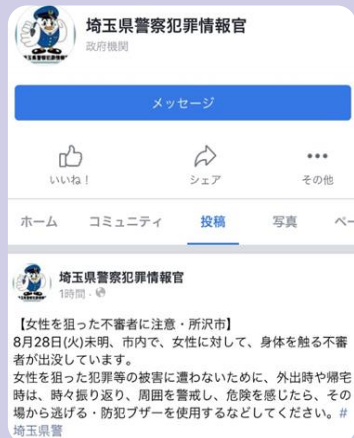 埼玉県警察犯罪情報官
政府機関
メッセージ
いいね！
シェア
その他
ホーム
コミュニティ
投稿
写真
ペー
埼玉県警察犯罪情報官
1時間・
【女性を狙った不審者に注意・所沢市】
8月28日(火)未明、市内で、女性に対して、身体を触る不審
者が出没しています。
女性を狙った犯罪等の被害に遭わないために、外出時や帰宅
時は、時々振り返り、周囲を警戒し、危険を感じたら、その
場から逃げる・防犯ブザーを使用するなどしてください。#
埼玉県警